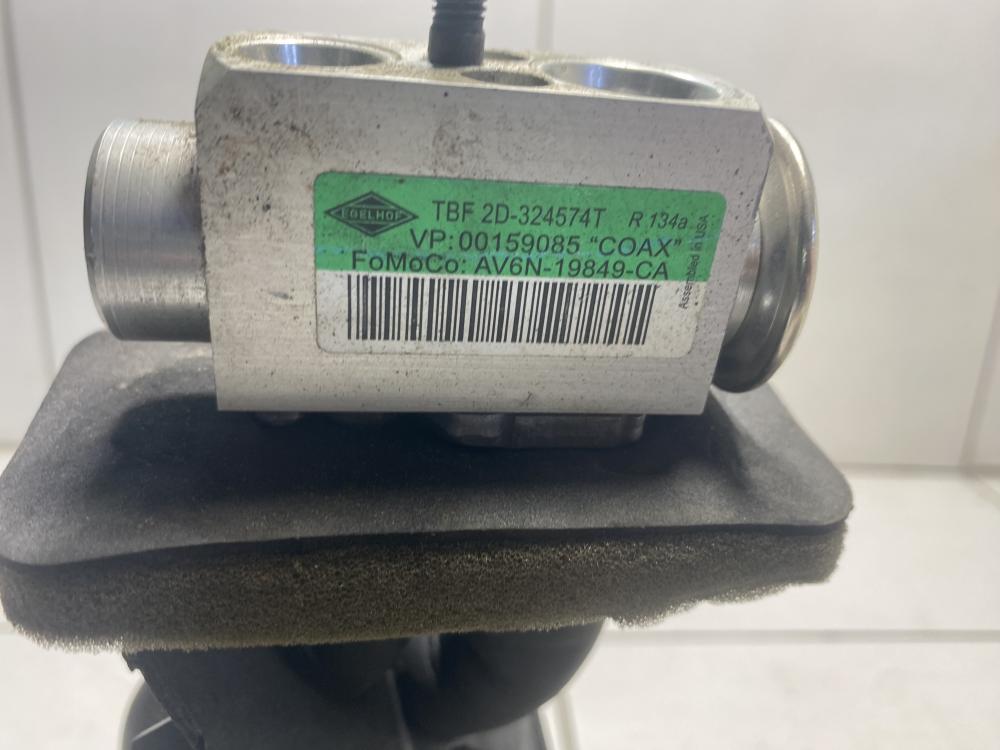 EGELHOF
TBF 2D-324574T R 134a
VP:00159085 "COAX"
FoMoCo: AV6N-19849-CA
Assembled in USA